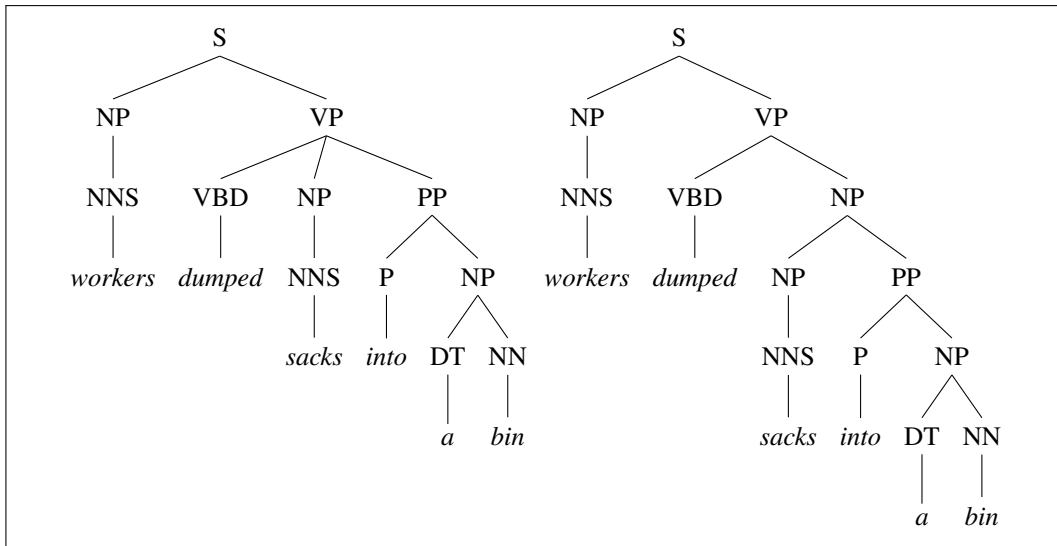 S S
NP VP NP VP
NNS VBD NP PP NNS VBD NP
workers dumped NNS P NP workers dumped NP PP
sacks into DT NN NNS P NP
a bin sacks into DT NN
a bin